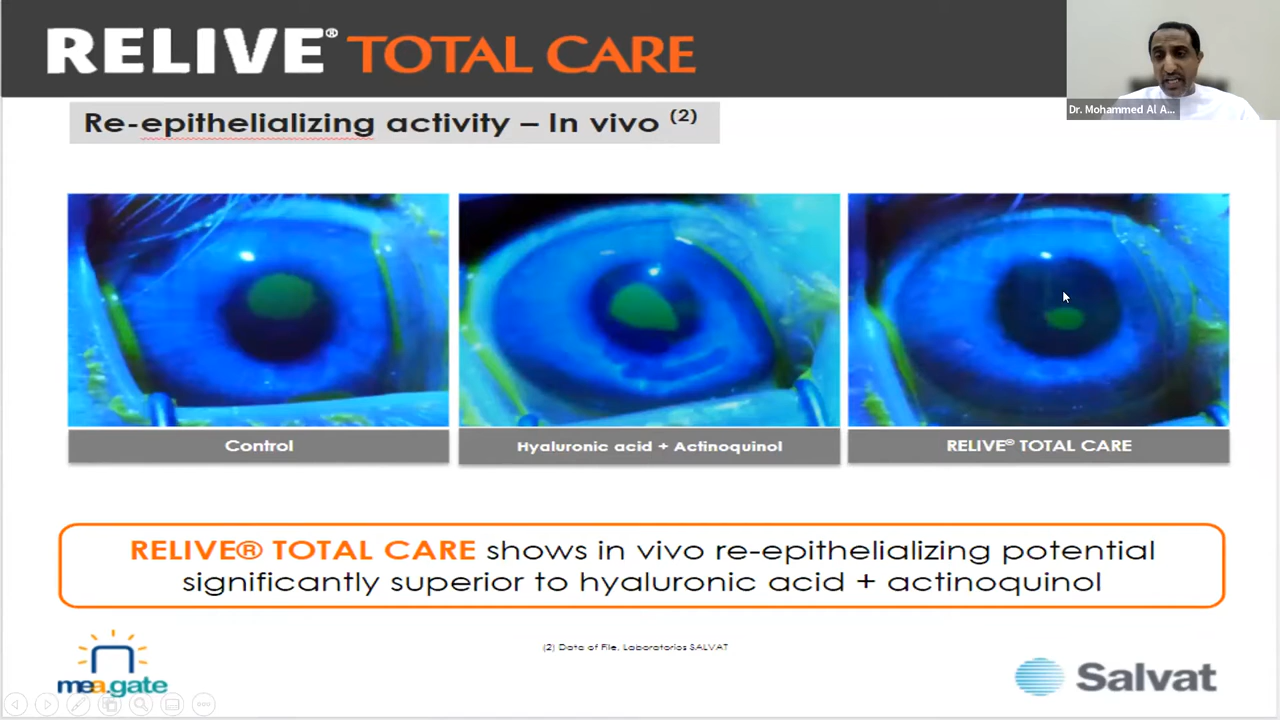 RELIVE® TOTAL CARE
Dr. Mohammed Al A...
Re-epithelializing activity – In vivo (2)
Control
Hyaluronic acid + Actinoquinol
RELIVE® TOTAL CARE
RELIVE® TOTAL CARE shows in vivo re-epithelializing potential
significantly superior to hyaluronic acid + actinoquinol
(2) Data of File. Laboratorios SALVAT
mea.gate
Salvat